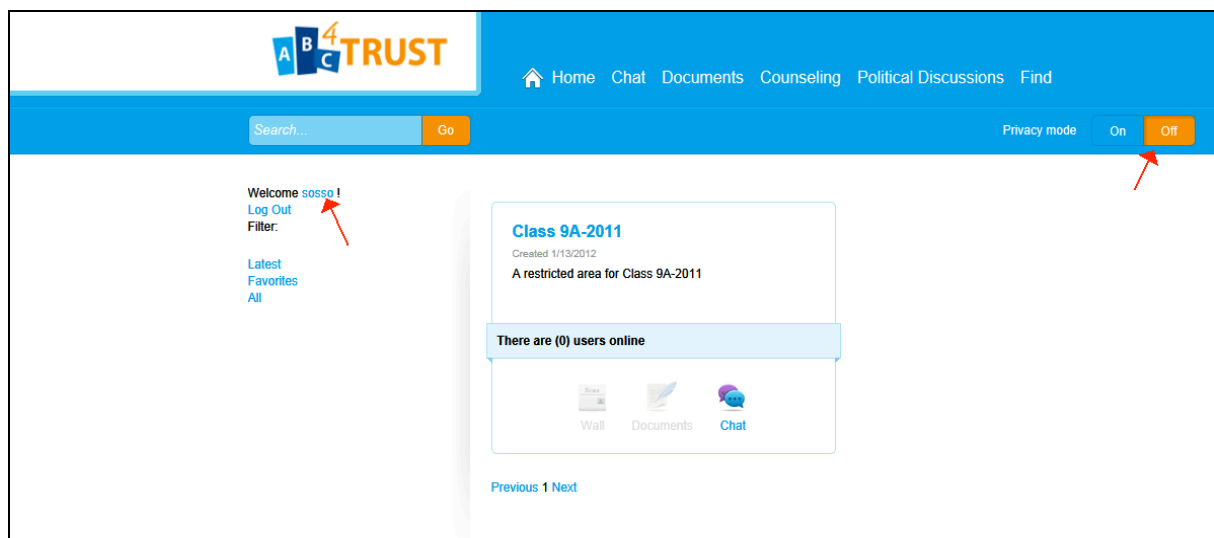 ABC4TRUST
Home Chat Documents Counseling Political Discussions Find
Search... Go Privacy mode On Off
Welcome sosso !
Log Out
Filter:
Latest
Favorites
All
Class 9A-2011
Created 1/13/2012
A restricted area for Class 9A-2011
There are (0) users online
Wall Documents Chat
Previous 1 Next